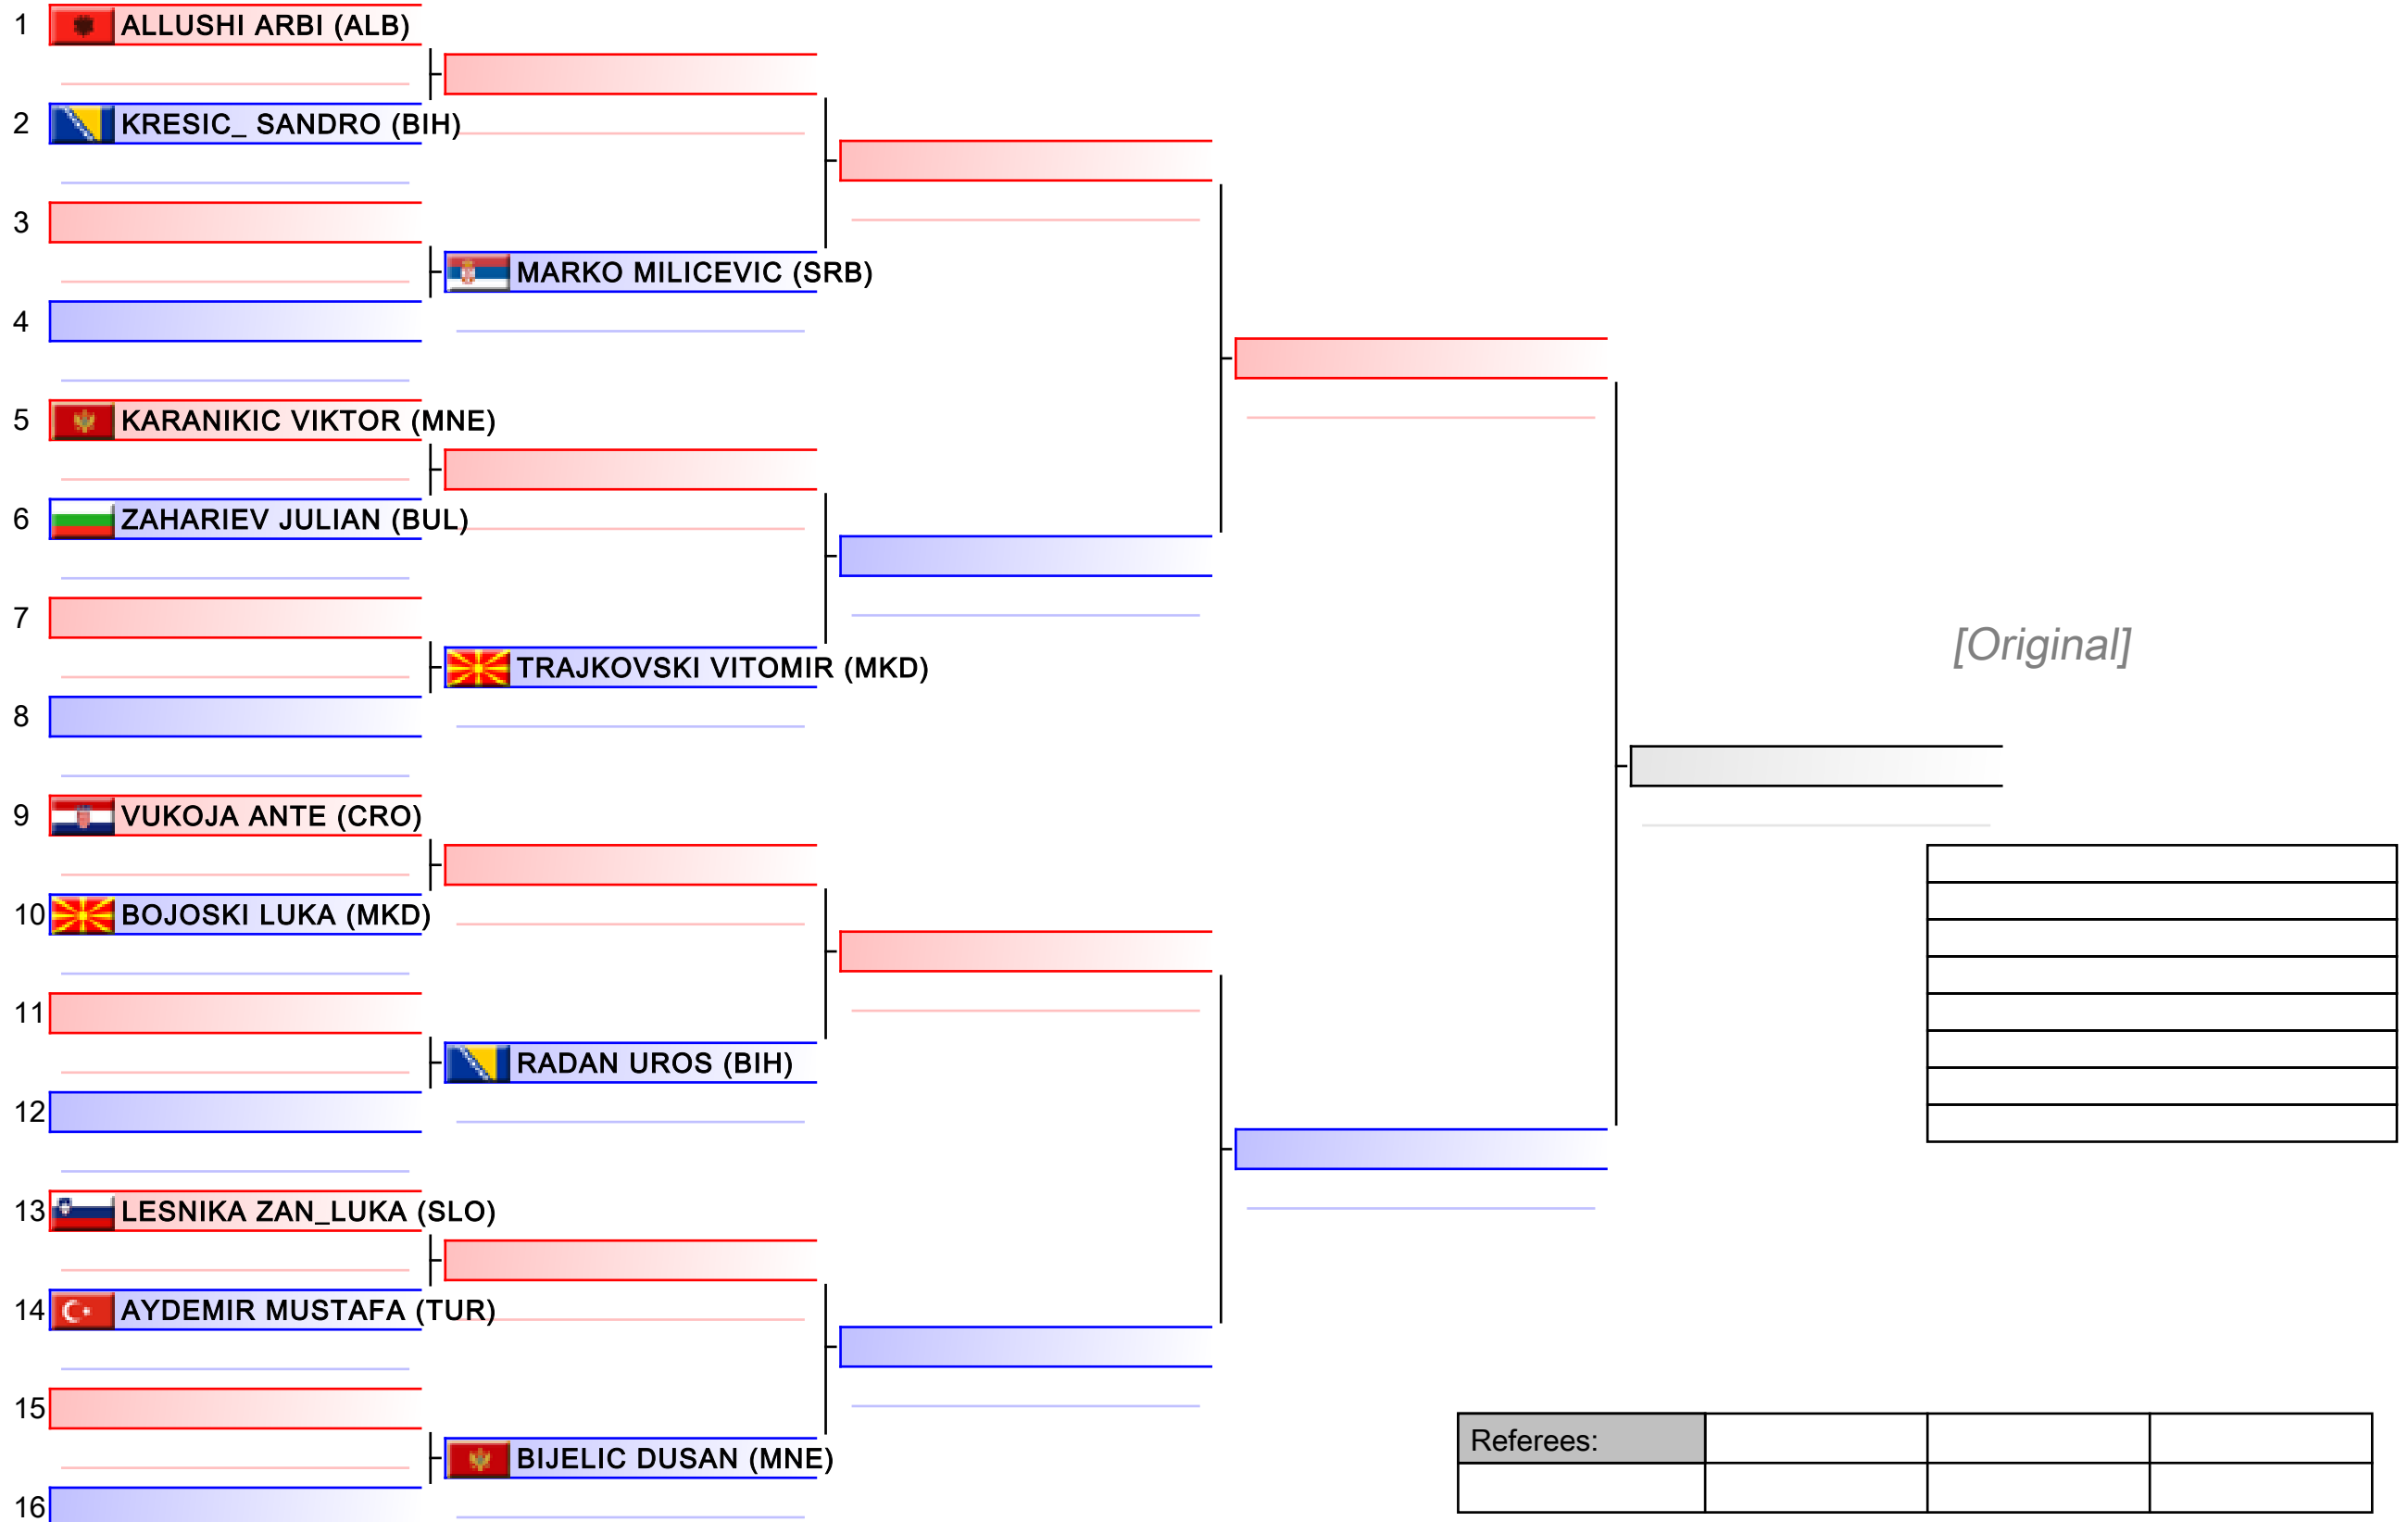 1 ALLUSHI ARBI (ALB)
2 KRESIC_ SANDRO (BIH)
3
MARKO MILICEVIC (SRB)
4
5 KARANIKIC VIKTOR (MNE)
6 ZAHARIEV JULIAN (BUL)
7
[Original]
TRAJKOVSKI VITOMIR (MKD)
8
9 VUKOJA ANTE (CRO)
10 BOJOSKI LUKA (MKD)
11
RADAN UROS (BIH)
12
13 LESNIKA ZAN_LUKA (SLO)
14 AYDEMIR MUSTAFA (TUR)
15
Referees:
BIJELIC DUSAN (MNE)
16